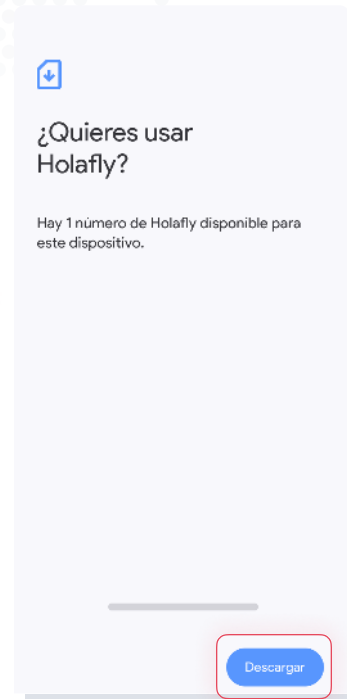 ¿Quieres usar
Holafly?
Hay 1 número de Holafly disponible para
este dispositivo.
Descargar